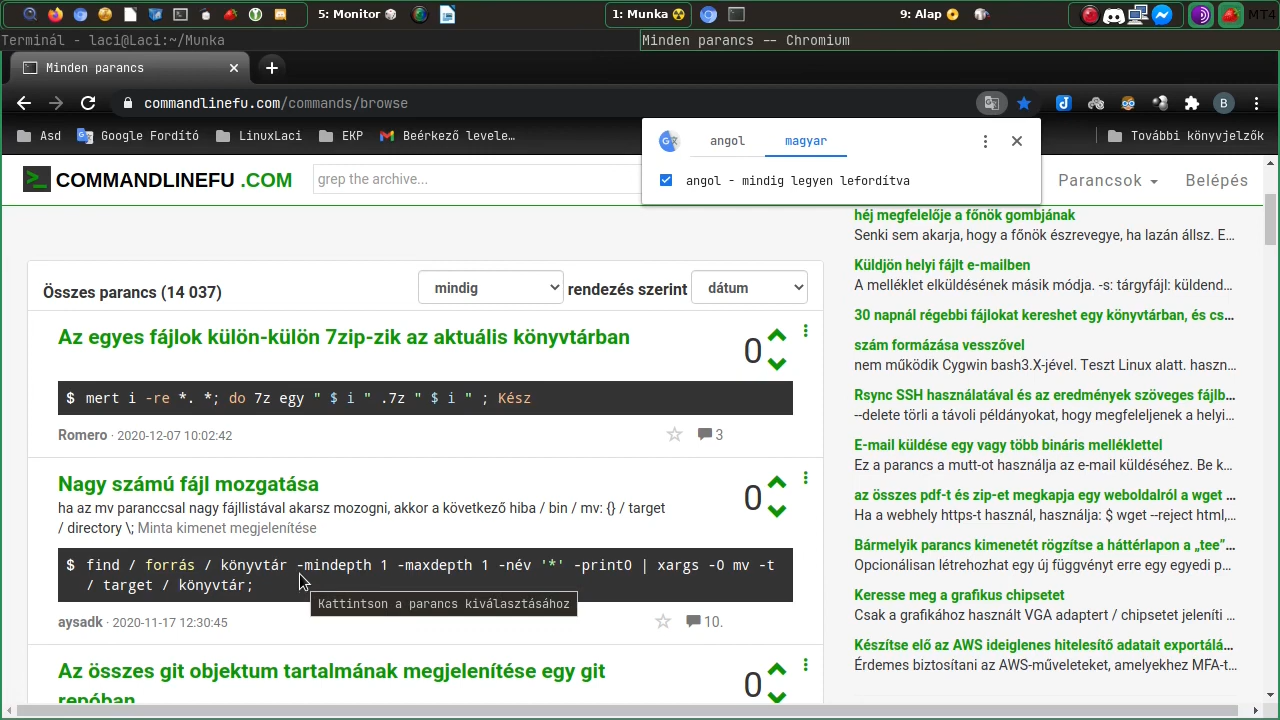 5: Monitor
1: Munka
9: Alap
MT4
Terminál - laci@Laci:~/Munka
Minden parancs -- Chromium
Minden parancs
commandlinefu.com/commands/browse
B
Asd
Google Fordító
LinuxLaci
EKP
Beérkező levele…
További könyvjelzők
angol
magyar
angol - mindig legyen lefordítva
COMMANDLINEFU .COM
grep the archive...
Parancsok
Belépés
Összes parancs (14 037)
mindig
rendezés szerint
dátum
Az egyes fájlok külön-külön 7zip-zik az aktuális könyvtárban
0
$ mert i -re *. *; do 7z egy " $ i " .7z " $ i " ; Kész
Romero · 2020-12-07 10:02:42
3
Nagy számú fájl mozgatása
0
ha az mv paranccsal nagy fájllistával akarsz mozogni, akkor a következő hiba / bin / mv: {} / target
/ directory \; Minta kimenet megjelenítése
$ find / forrás / könyvtár -mindepth 1 -maxdepth 1 -név '*' -print0 | xargs -0 mv -t
/ target / könyvtár;
Kattintson a parancs kiválasztásához
aysadk · 2020-11-17 12:30:45
10.
Az összes git objektum tartalmának megjelenítése egy git
repóban
0
héj megfelelője a főnök gombjának
Senki sem akarja, hogy a főnök észrevegye, ha lazán állsz. E…
Küldjön helyi fájlt e-mailben
A melléklet elküldésének másik módja. -s: tárgyfájl: küldend…
30 napnál régebbi fájlokat kereshet egy könyvtárban, és cs…
szám formázása vesszővel
nem működik Cygwin bash3.X-jével. Teszt Linux alatt. haszn…
Rsync SSH használatával és az eredmények szöveges fájlb…
--delete törli a távoli példányokat, hogy megfeleljenek a helyi…
E-mail küldése egy vagy több bináris melléklettel
Ez a parancs a mutt-ot használja az e-mail küldéséhez. Be k…
az összes pdf-t és zip-et megkapja egy weboldalról a wget …
Ha a webhely https-t használ, használja: $ wget --reject html,…
Bármelyik parancs kimenetét rögzítse a háttérlapon a „tee”…
Opcionálisan létrehozhat egy új függvényt erre egy egyedi p…
Keresse meg a grafikus chipsetet
Csak a grafikához használt VGA adaptert / chipsetet jeleníti …
Készítse elő az AWS ideiglenes hitelesítő adatait exportálá…
Érdemes biztosítani az AWS-műveleteket, amelyekhez MFA-t…